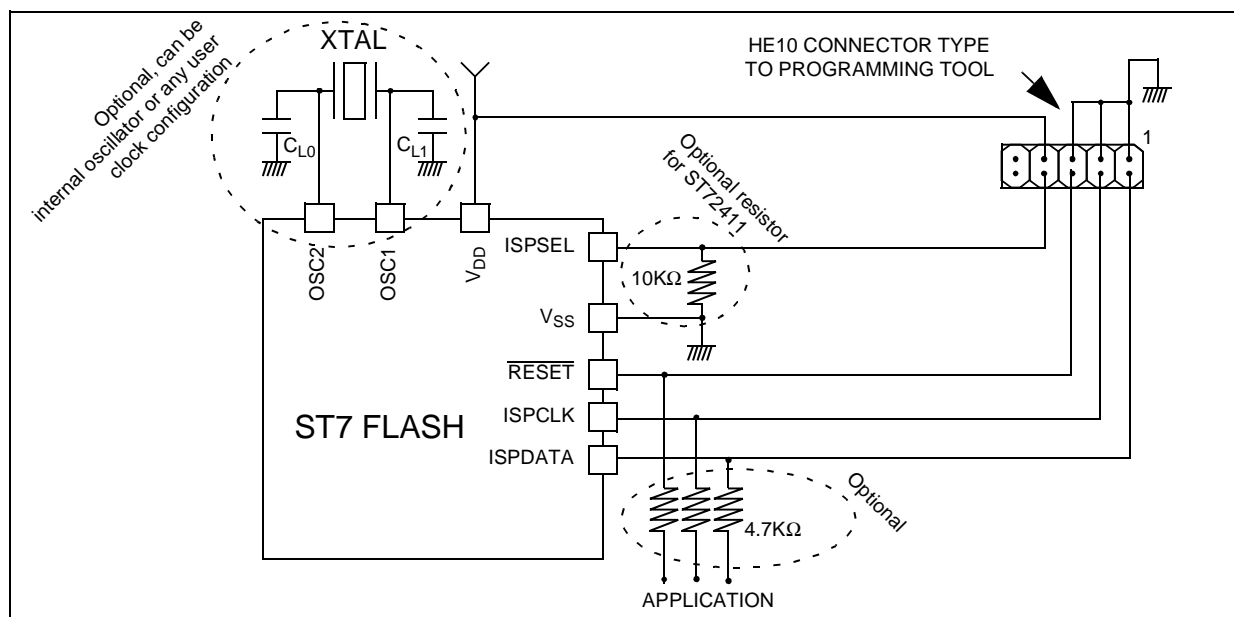 XTAL
Optional, can be
internal oscillator or any user
clock configuration
CL0
CL1
HE10 CONNECTOR TYPE
TO PROGRAMMING TOOL
1
Optional resistor
for ST72411
OSC2
OSC1
VDD
ISPSEL
10KΩ
VSS
RESET
ISPCLK
ST7 FLASH
ISPDATA
Optional
4.7KΩ
APPLICATION